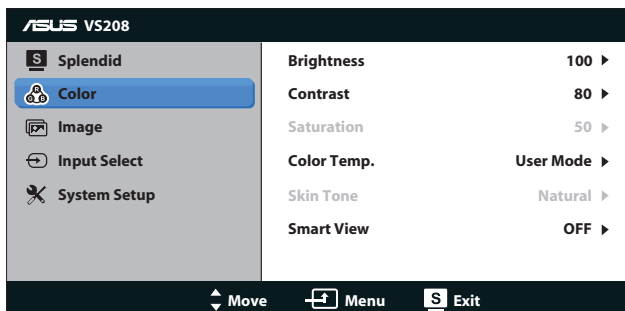 ASUS VS208
S Splendid
R G B Color
Image
Input Select
System Setup
Brightness 100
Contrast 80
Saturation 50
Color Temp. User Mode
Skin Tone Natural
Smart View OFF
Move Menu S Exit